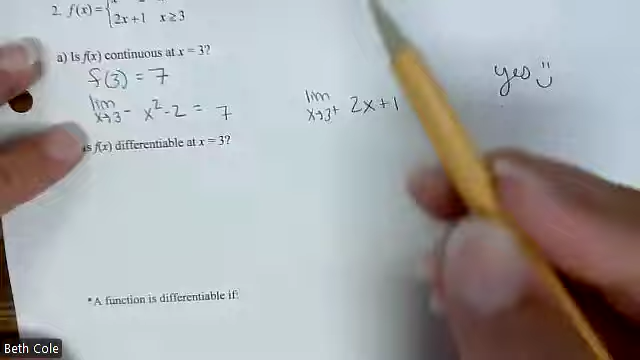 2. f(x) =
2x+1 x ≥ 3
a) Is f(x) continuous at x = 3?
f(3) = 7
lim x→3⁻ x² - 2 = 7
lim x→3⁺ 2x+1
yes
f(x) differentiable at x = 3?
*A function is differentiable if:
Beth Cole